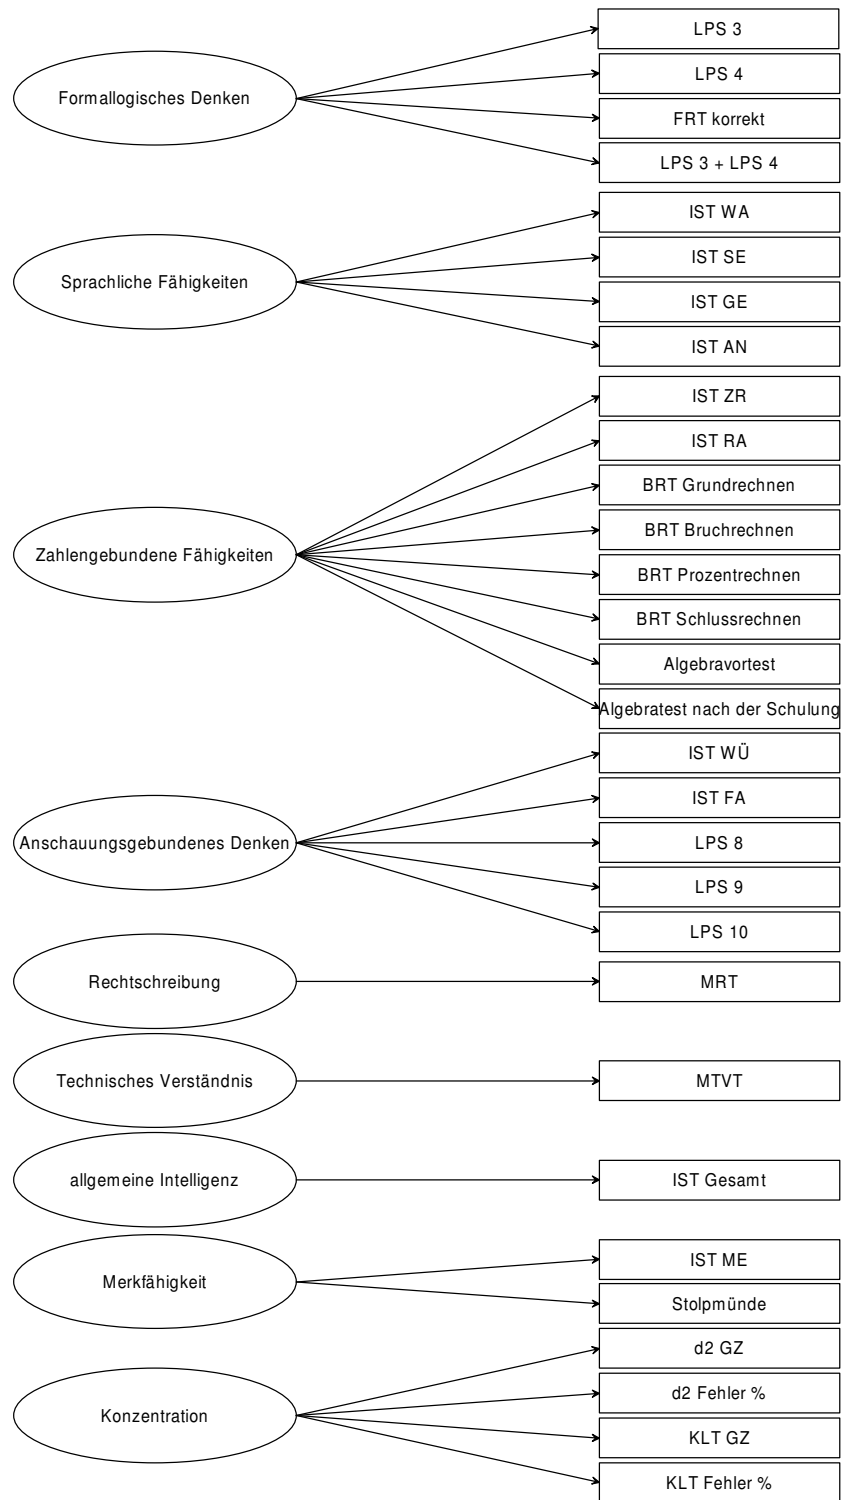 LPS 3
LPS 4
Formallogisches Denken
FRT korrekt
LPS 3 + LPS 4
IST WA
IST SE
Sprachliche Fähigkeiten
IST GE
IST AN
IST ZR
IST RA
BRT Grundrechnen
BRT Bruchrechnen
Zahlengebundene Fähigkeiten
BRT Prozentrechnen
BRT Schlussrechnen
Algebravortest
Algebratest nach der Schulung
IST WÜ
IST FA
Anschauungsgebundenes Denken
LPS 8
LPS 9
LPS 10
Rechtschreibung
MRT
Technisches Verständnis
MTVT
allgemeine Intelligenz
IST Gesamt
IST ME
Merkfähigkeit
Stolpmünde
d2 GZ
d2 Fehler %
Konzentration
KLT GZ
KLT Fehler %